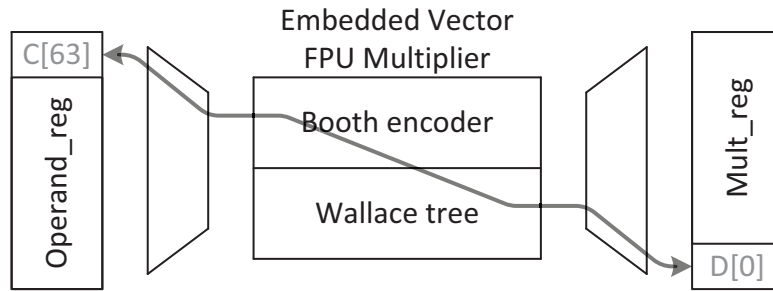 Embedded Vector
FPU Multiplier
C[63]
Operand_reg
Booth encoder
Wallace tree
Mult_reg
D[0]